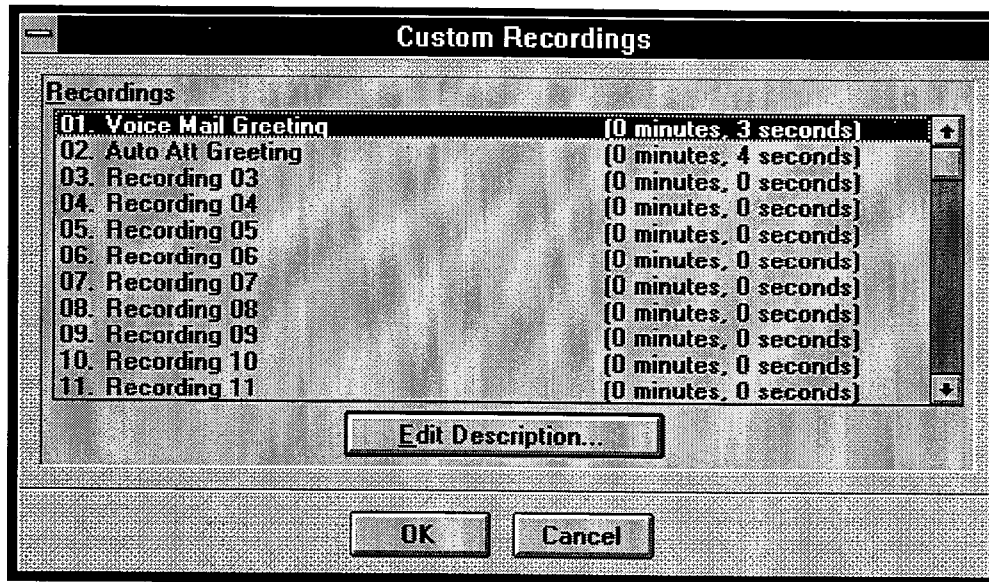 Custom Recordings
Recordings
01. Voice Mail Greeting (0 minutes, 3 seconds)
02. Auto Att Greeting (0 minutes, 4 seconds)
03. Recording 03 (0 minutes, 0 seconds)
04. Recording 04 (0 minutes, 0 seconds)
05. Recording 05 (0 minutes, 0 seconds)
06. Recording 06 (0 minutes, 0 seconds)
07. Recording 07 (0 minutes, 0 seconds)
08. Recording 08 (0 minutes, 0 seconds)
09. Recording 09 (0 minutes, 0 seconds)
10. Recording 10 (0 minutes, 0 seconds)
11. Recording 11 (0 minutes, 0 seconds)
Edit Description...
OK Cancel